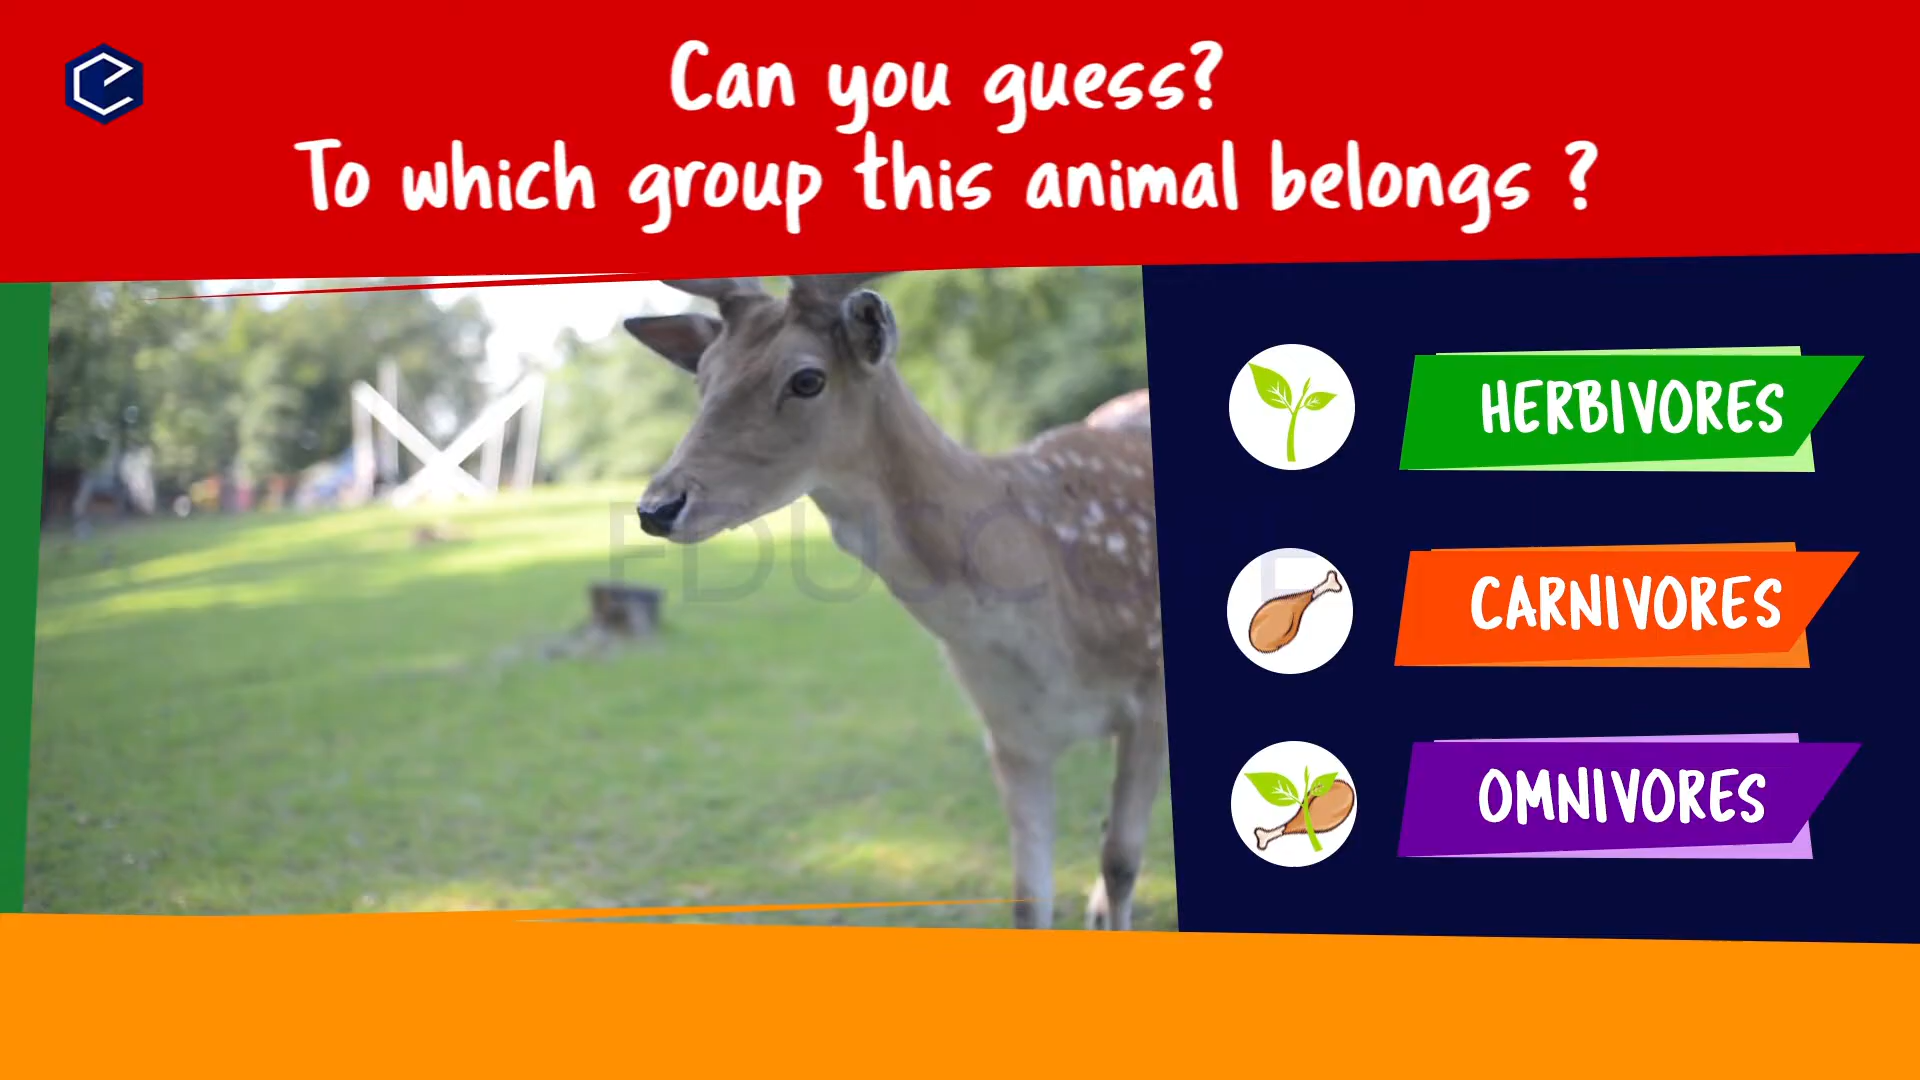 Can you guess?
To which group this animal belongs ?
HERBIVORES
CARNIVORES
OMNIVORES